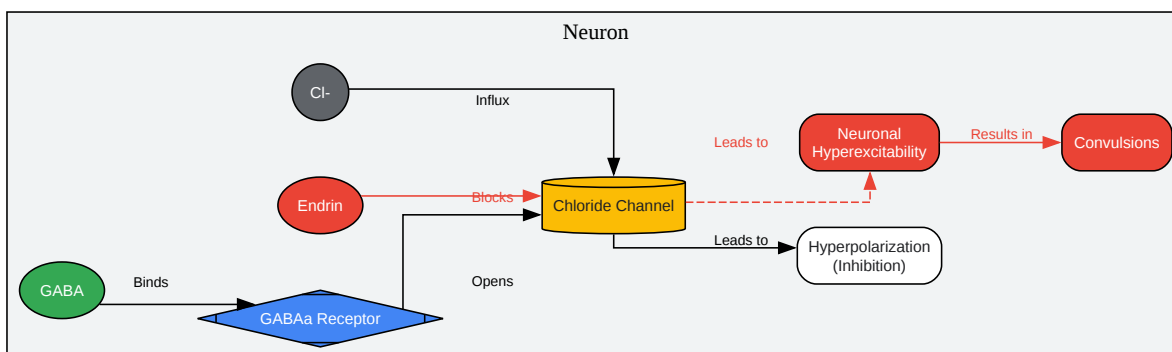 Neuron
Cl-
Influx
Neuronal
Hyperexcitability
Leads to
Results in
Convulsions
Endrin
Blocks
Chloride Channel
Leads to
Hyperpolarization
(Inhibition)
GABA
Binds
Opens
GABAa Receptor